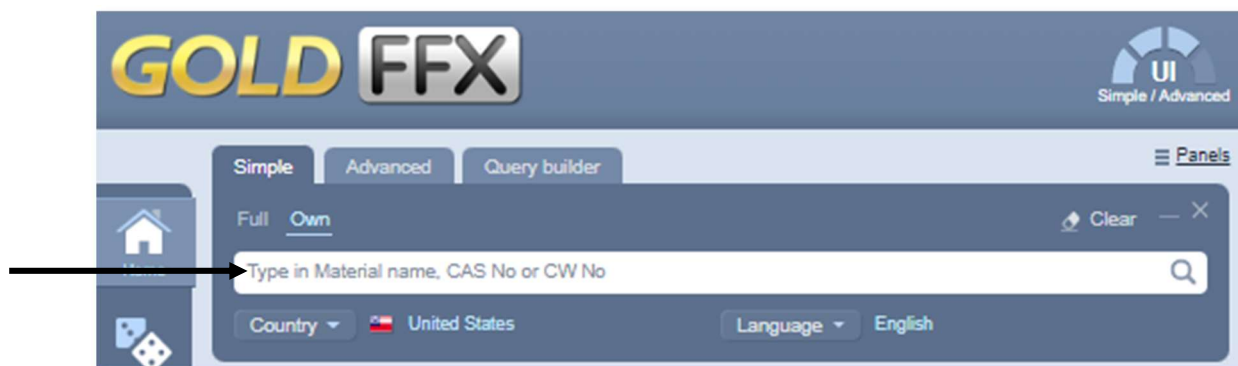 GOLD FFX
UI
Simple / Advanced
Simple Advanced Query builder
Panels
Full Own
Clear
Home
Type in Material name, CAS No or CW No
Country United States Language English